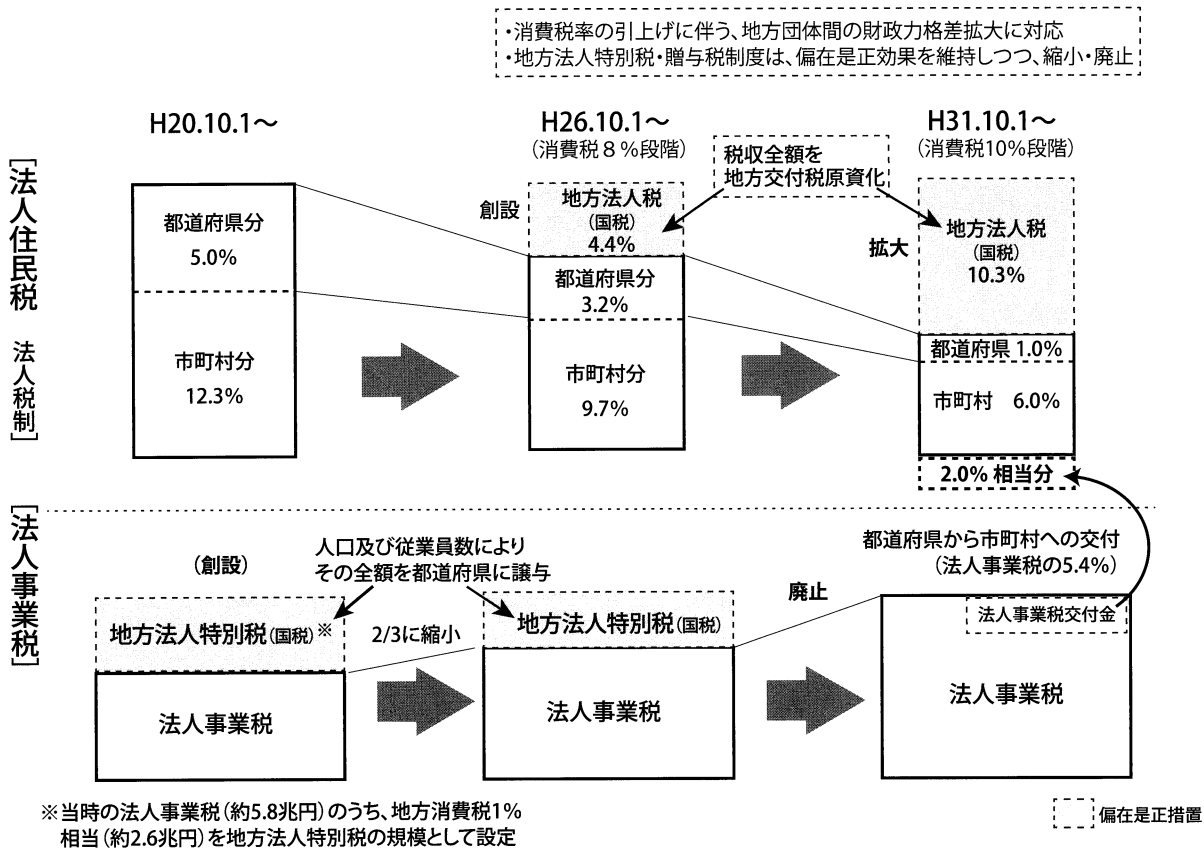 ・消費税率の引上げに伴う、地方団体間の財政力格差拡大に対応
・地方法人特別税・贈与税制度は、偏在是正効果を維持しつつ、縮小・廃止
H20.10.1～
H26.10.1～
(消費税８%段階)
H31.10.1～
(消費税10%段階)
税収全額を
地方交付税原資化
[法人住民税 法人税制]
都道府県分
5.0%
市町村分
12.3%
創設
地方法人税
(国税)
4.4%
都道府県分
3.2%
市町村分
9.7%
拡大
地方法人税
(国税)
10.3%
都道府県 1.0%
市町村 6.0%
2.0% 相当分
[法人事業税]
(創設)
人口及び従業員数により
その全額を都道府県に譲与
地方法人特別税(国税)※
法人事業税
2/3に縮小
地方法人特別税(国税)
法人事業税
廃止
都道府県から市町村への交付
(法人事業税の5.4%)
法人事業税交付金
法人事業税
※当時の法人事業税(約5.8兆円)のうち、地方消費税1%
相当(約2.6兆円)を地方法人特別税の規模として設定
偏在是正措置